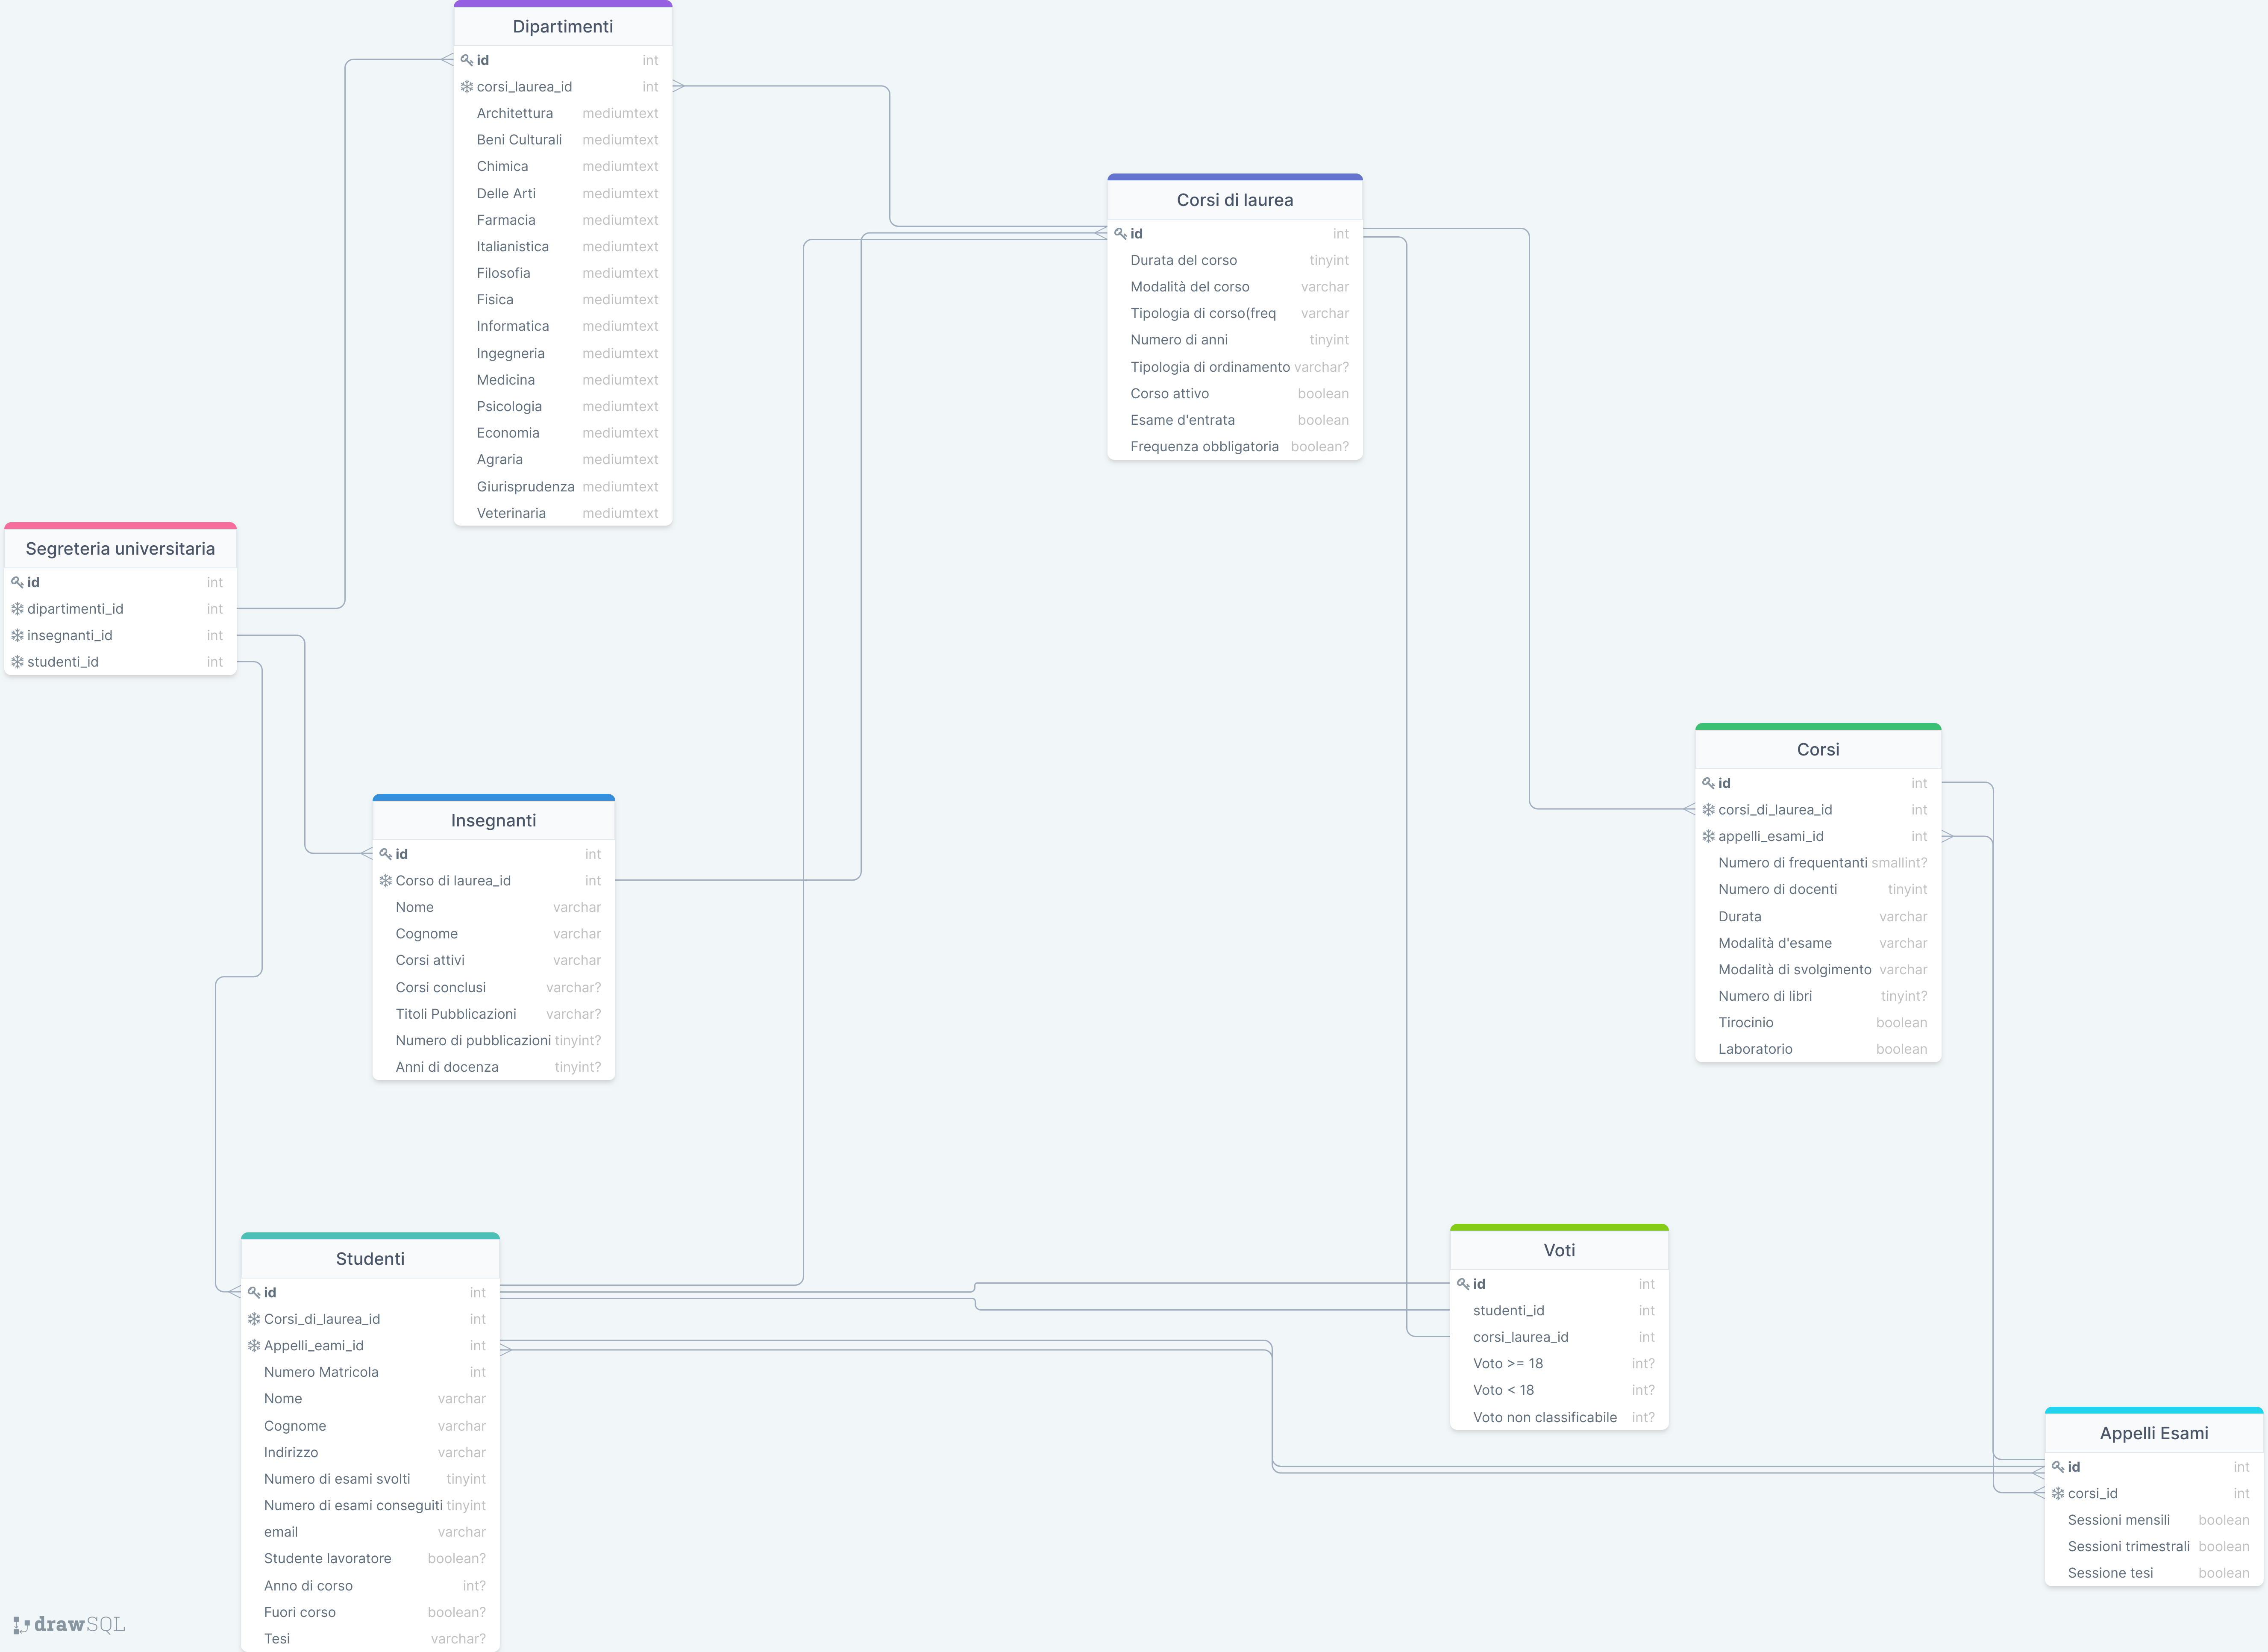 Dipartimenti
id int
corsi_laurea_id int
Architettura mediumtext
Beni Culturali mediumtext
Chimica mediumtext
Delle Arti mediumtext
Farmacia mediumtext
Italianistica mediumtext
Filosofia mediumtext
Fisica mediumtext
Informatica mediumtext
Ingegneria mediumtext
Medicina mediumtext
Psicologia mediumtext
Economia mediumtext
Agraria mediumtext
Giurisprudenza mediumtext
Veterinaria mediumtext
Corsi di laurea
id int
Durata del corso tinyint
Modalità del corso varchar
Tipologia di corso(freq varchar
Numero di anni tinyint
Tipologia di ordinamento varchar?
Corso attivo boolean
Esame d'entrata boolean
Frequenza obbligatoria boolean?
Segreteria universitaria
id int
dipartimenti_id int
insegnanti_id int
studenti_id int
Corsi
id int
corsi_di_laurea_id int
appelli_esami_id int
Numero di frequentanti smallint?
Numero di docenti tinyint
Durata varchar
Modalità d'esame varchar
Modalità di svolgimento varchar
Numero di libri tinyint?
Tirocinio boolean
Laboratorio boolean
Insegnanti
id int
Corso di laurea_id int
Nome varchar
Cognome varchar
Corsi attivi varchar
Corsi conclusi varchar?
Titoli Pubblicazioni varchar?
Numero di pubblicazioni tinyint?
Anni di docenza tinyint?
Studenti
id int
Corsi_di_laurea_id int
Appelli_eami_id int
Numero Matricola int
Nome varchar
Cognome varchar
Indirizzo varchar
Numero di esami svolti tinyint
Numero di esami conseguiti tinyint
email varchar
Studente lavoratore boolean?
Anno di corso int?
Fuori corso boolean?
Tesi varchar?
Voti
id int
studenti_id int
corsi_laurea_id int
Voto >= 18 int?
Voto < 18 int?
Voto non classificabile int?
Appelli Esami
id int
corsi_id int
Sessioni mensili boolean
Sessioni trimestrali boolean
Sessione tesi boolean
drawSQL